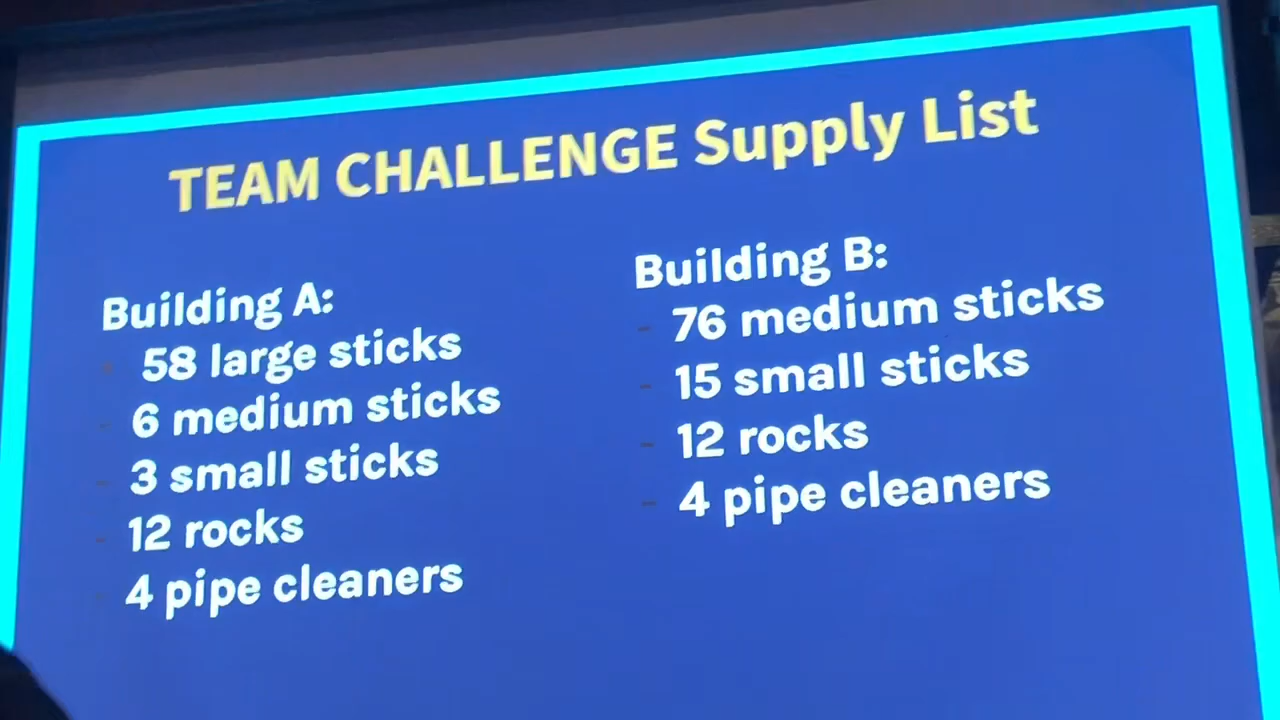 TEAM CHALLENGE Supply List
Building A:
- 58 large sticks
- 6 medium sticks
- 3 small sticks
- 12 rocks
- 4 pipe cleaners
Building B:
- 76 medium sticks
- 15 small sticks
- 12 rocks
- 4 pipe cleaners